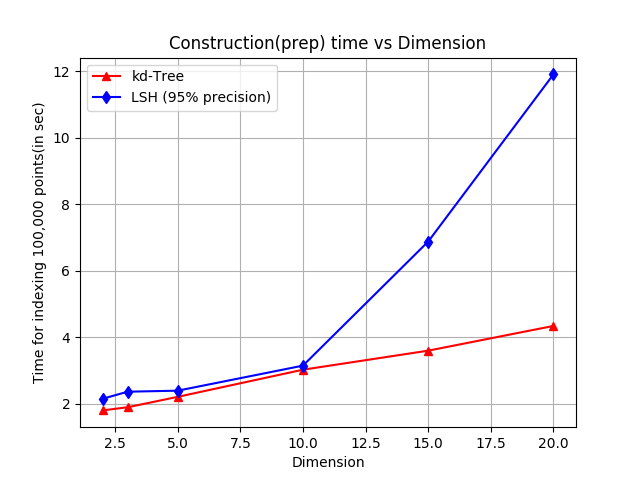 Construction(prep) time vs Dimension
kd-Tree
LSH (95% precision)
Time for indexing 100,000 points(in sec)
12
10
8
6
4
2
2.5 5.0 7.5 10.0 12.5 15.0 17.5 20.0
Dimension